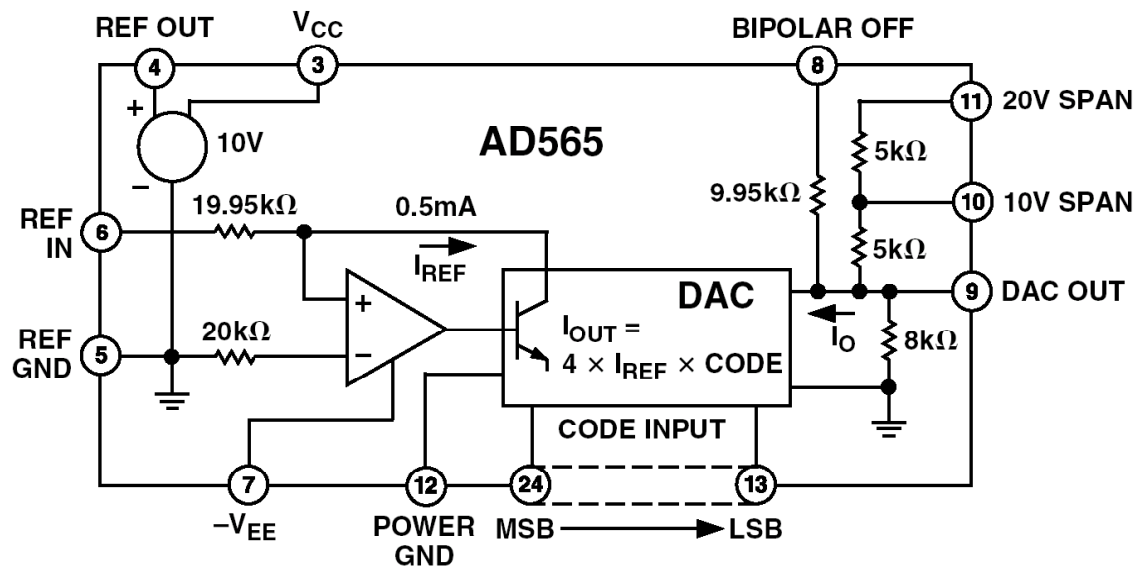 REF OUT
VCC
BIPOLAR OFF
4
3
8
11
20V SPAN
+
10V
−
AD565
5kΩ
19.95kΩ
0.5mA
9.95kΩ
10
10V SPAN
REF
IN
6
IREF
5kΩ
+
DAC
9
DAC OUT
REF
GND
5
20kΩ
−
IOUT =
4 × IREF × CODE
IO
8kΩ
CODE INPUT
7
12
24
13
–VEE
POWER
GND
MSB
LSB